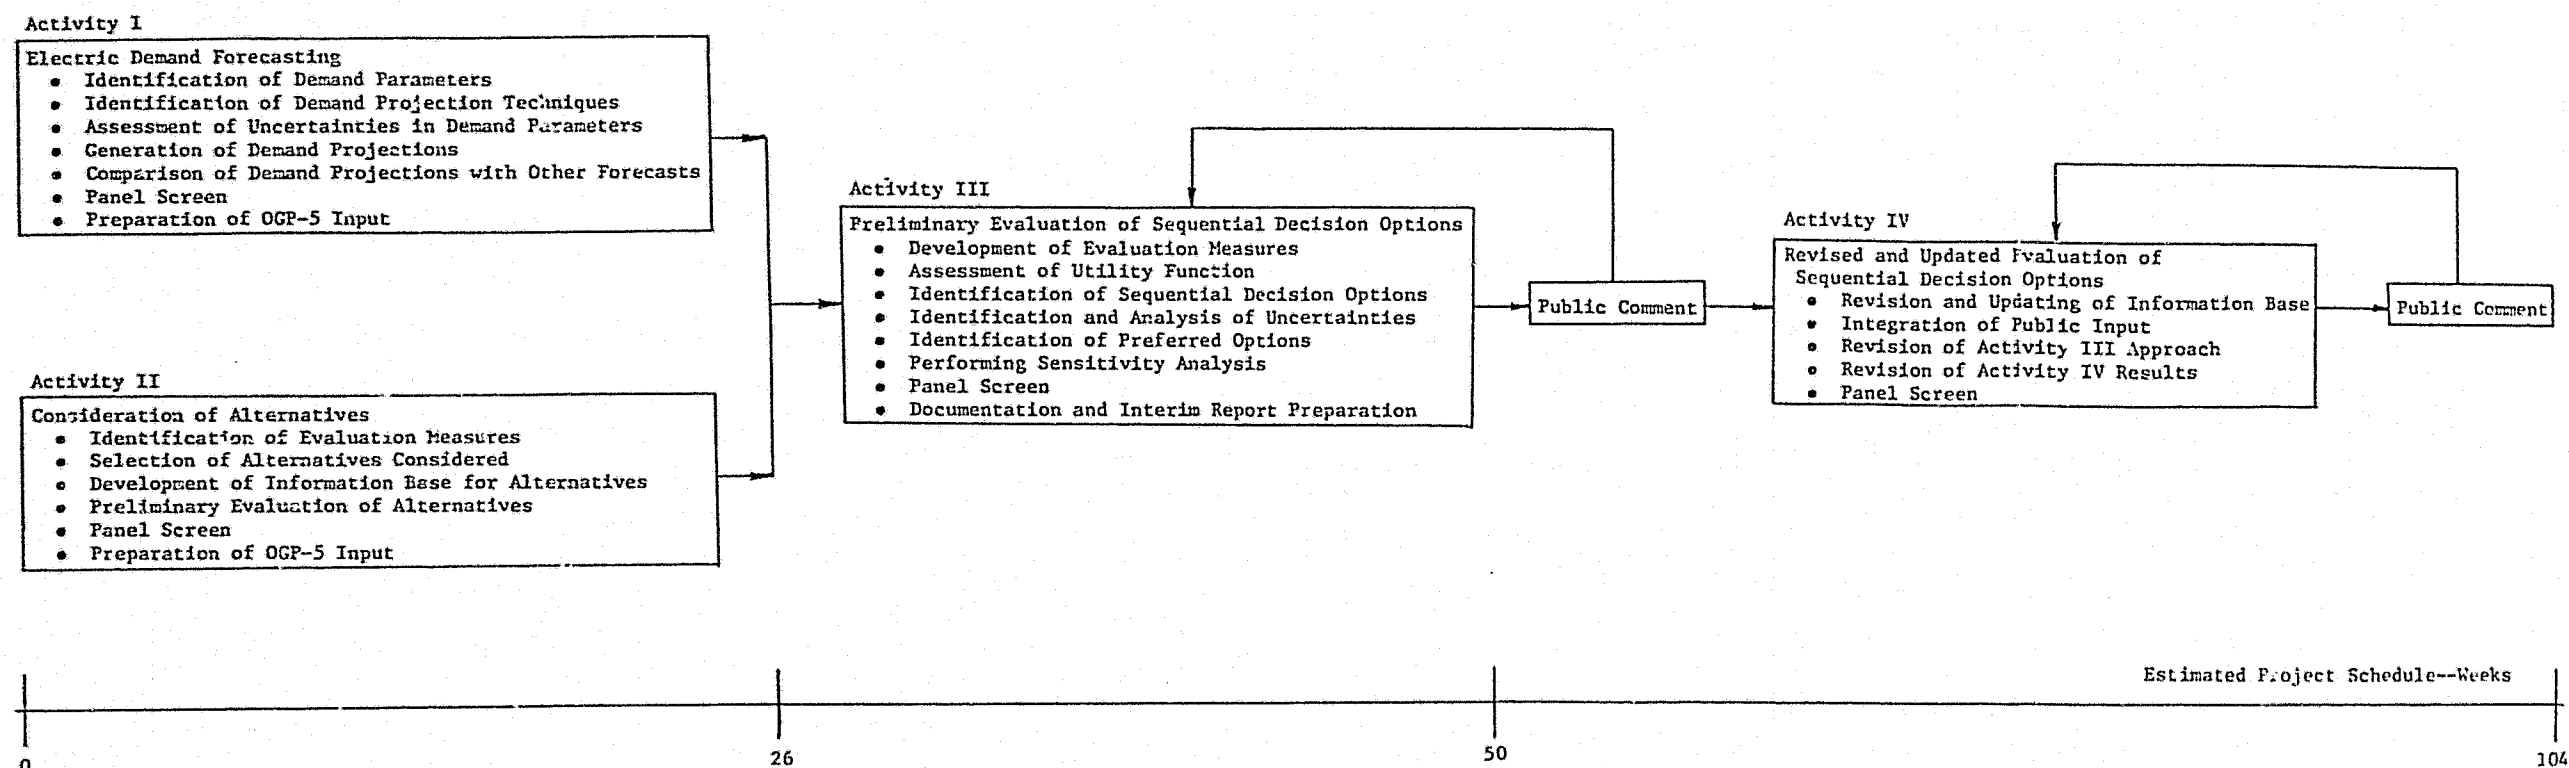 Activity I
Electric Demand Forecasting
• Identification of Demand Parameters
• Identification of Demand Projection Techniques
• Assessment of Uncertainties in Demand Parameters
• Generation of Demand Projections
• Comparison of Demand Projections with Other Forecasts
• Panel Screen
• Preparation of OGP-5 Input
Activity II
Consideration of Alternatives
• Identification of Evaluation Measures
• Selection of Alternatives Considered
• Development of Information Base for Alternatives
• Preliminary Evaluation of Alternatives
• Panel Screen
• Preparation of OGP-5 Input
Activity III
Preliminary Evaluation of Sequential Decision Options
• Development of Evaluation Measures
• Assessment of Utility Function
• Identification of Sequential Decision Options
• Identification and Analysis of Uncertainties
• Identification of Preferred Options
• Performing Sensitivity Analysis
• Panel Screen
• Documentation and Interim Report Preparation
Public Comment
Activity IV
Revised and Updated Evaluation of
Sequential Decision Options
• Revision and Updating of Information Base
• Integration of Public Input
• Revision of Activity III Approach
• Revision of Activity IV Results
• Panel Screen
Public Comment
Estimated Project Schedule--Weeks
0
26
50
104